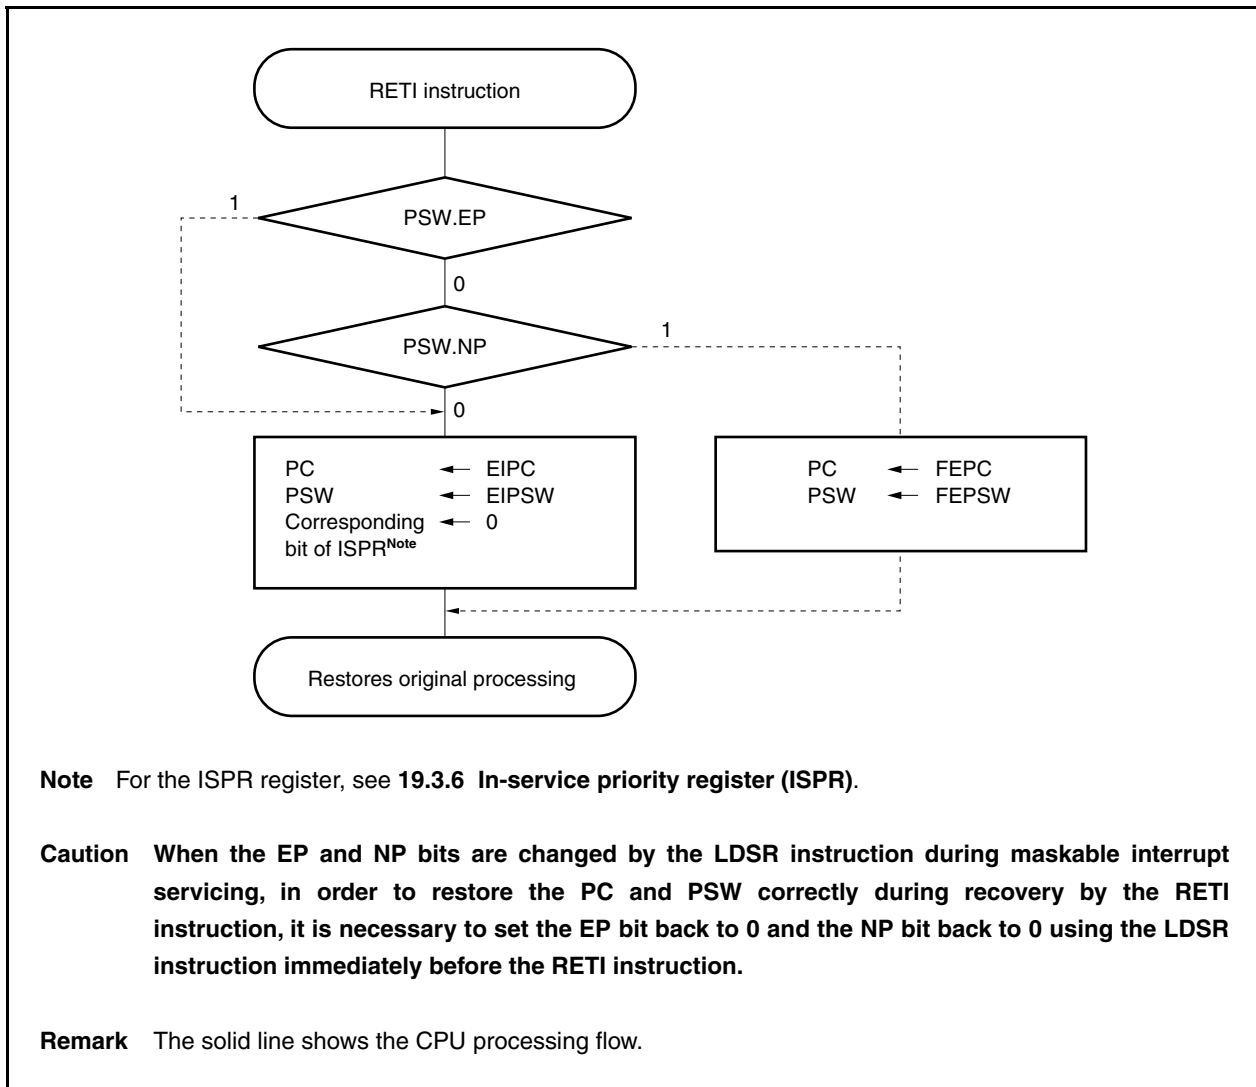 RETI instruction
1
PSW.EP
0
1
PSW.NP
0
PC ← EIPC
PSW ← EIPSW
Corresponding ← 0
bit of ISPRNote
PC ← FEPC
PSW ← FEPSW
Restores original processing
Note For the ISPR register, see 19.3.6 In-service priority register (ISPR).
Caution When the EP and NP bits are changed by the LDSR instruction during maskable interrupt
servicing, in order to restore the PC and PSW correctly during recovery by the RETI
instruction, it is necessary to set the EP bit back to 0 and the NP bit back to 0 using the LDSR
instruction immediately before the RETI instruction.
Remark The solid line shows the CPU processing flow.